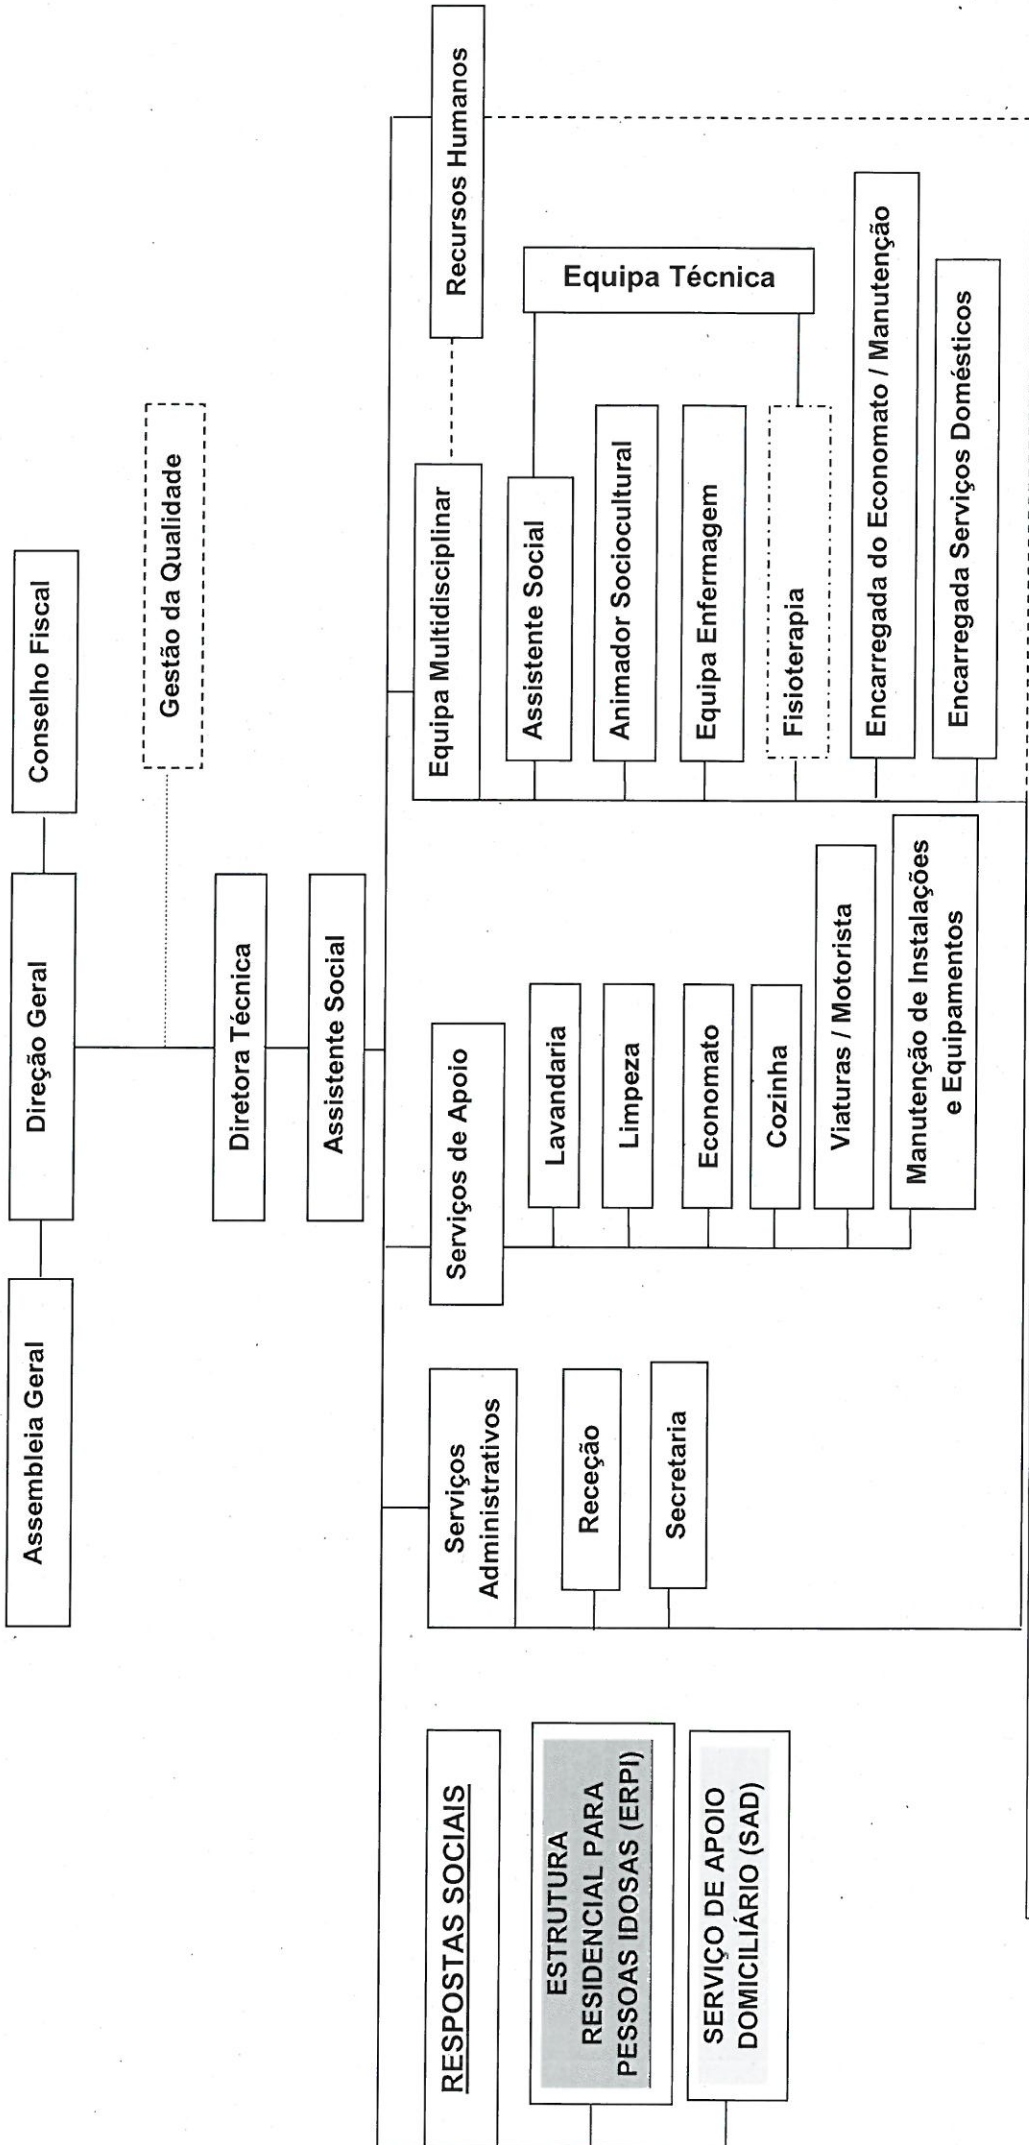 Assembleia Geral
Direção Geral
Conselho Fiscal
Gestão da Qualidade
Diretora Técnica
Assistente Social
RESPOSTAS SOCIAIS
ESTRUTURA
RESIDENCIAL PARA
PESSOAS IDOSAS (ERPI)
SERVIÇO DE APOIO
DOMICILIÁRIO (SAD)
Serviços
Administrativos
Receção
Secretaria
Serviços de Apoio
Lavandaria
Limpeza
Economato
Cozinha
Viaturas / Motorista
Manutenção de Instalações
e Equipamentos
Equipa Multidisciplinar
Assistente Social
Animador Sociocultural
Equipa Enfermagem
Fisioterapia
Encarregada do Economato / Manutenção
Encarregada Serviços Domésticos
Equipa Técnica
Recursos Humanos